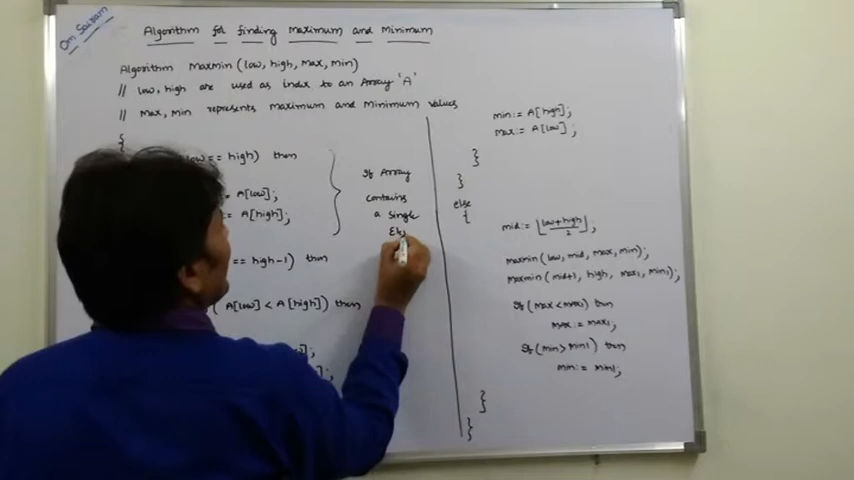 Om Sairam
Algorithm for finding Maximum and Minimum
Algorithm MaxMin (low, high, Max, Min)
// low, high are used as index to an Array 'A'
// Max, Min represents Maximum and Minimum values
{
low == high) then
:= A[low];
:= A[high];
If Array
contains
a single
Ele
== high-1) then
(A[low] < A[high]) then
];
];
min:= A[high];
max:= A[low];
}
}
else
{
mid:= ⌊low+high/2⌋;
maxmin (low, mid, max, min);
maxmin (mid+1, high, max1, min1);
If (max < max1) then
max := max1;
If (min > min1) then
min := min1;
}
}